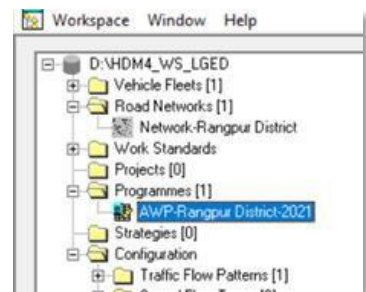 Workspace Window Help
D:\HDM4_WS_LGED
Vehicle Fleets [1]
Road Networks [1]
Network-Rangpur District
Work Standards
Projects [0]
Programmes [1]
AWP-Rangpur District-2021
Strategies [0]
Configuration
Traffic Flow Patterns [1]